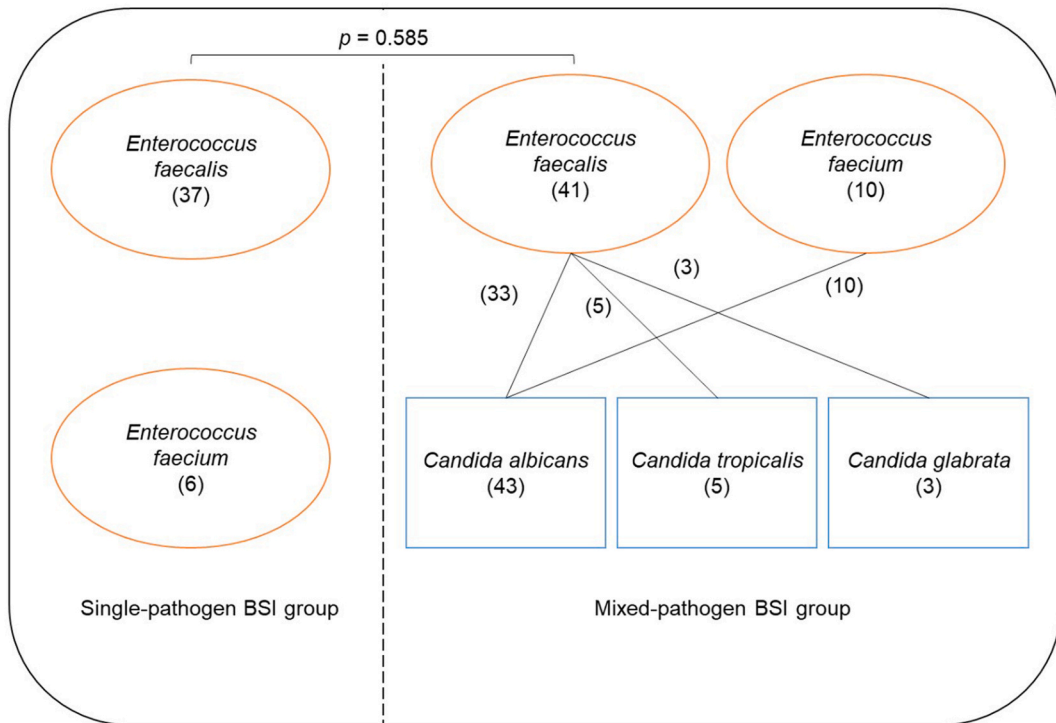 p = 0.585
Enterococcus
faecalis
(37)
Enterococcus
faecalis
(41)
Enterococcus
faecium
(10)
(33)
(5)
(3)
(10)
Enterococcus
faecium
(6)
Candida albicans
(43)
Candida tropicalis
(5)
Candida glabrata
(3)
Single-pathogen BSI group
Mixed-pathogen BSI group